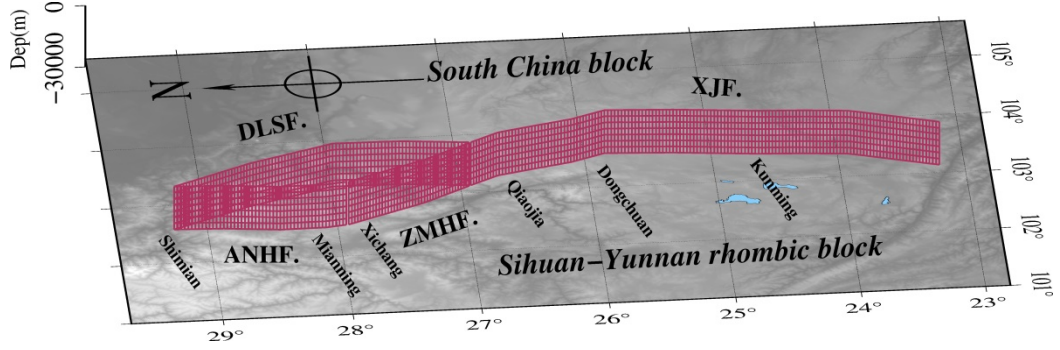 0
Dep(m)
−30000
N
South China block
XJF.
DLSF.
105°
104°
103°
102°
101°
Shimian
ANHF.
Mianning
Xichang
ZMHF.
Qiaojia
Dongchuan
Kunming
Sihuan−Yunnan rhombic block
29°
28°
27°
26°
25°
24°
23°